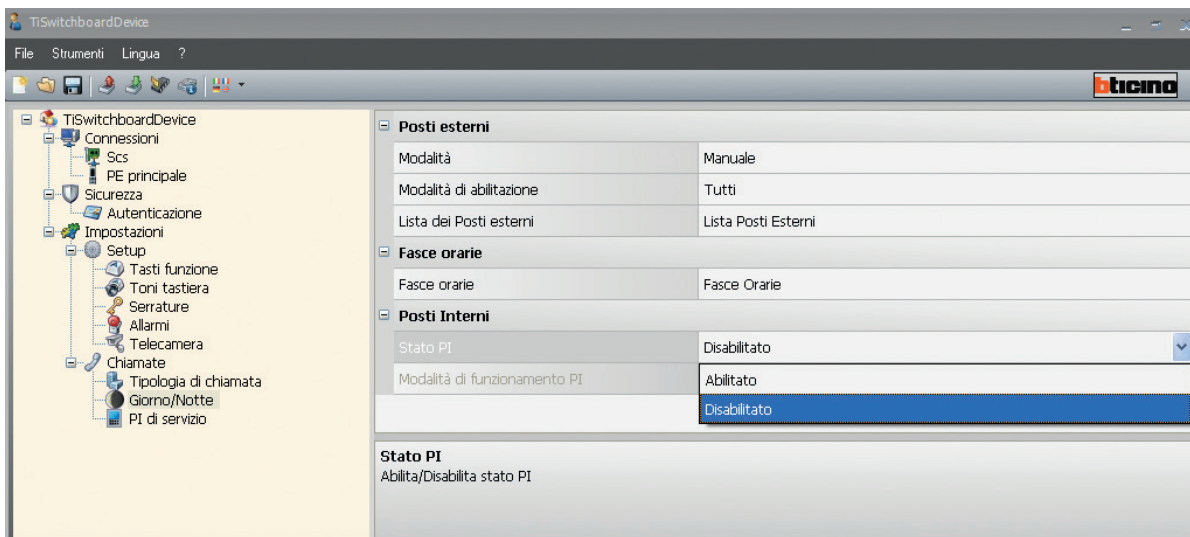 TiSwitchboardDevice
File Strumenti Lingua ?
bticino
TiSwitchboardDevice
Connessioni
Scs
PE principale
Sicurezza
Autenticazione
Impostazioni
Setup
Tasti funzione
Toni tastiera
Serrature
Allarmi
Telecamera
Chiamate
Tipologia di chiamata
Giorno/Notte
PI di servizio
Posti esterni
Modalità Manuale
Modalità di abilitazione Tutti
Lista dei Posti esterni Lista Posti Esterni
Fasce orarie
Fasce orarie Fasce Orarie
Posti Interni
Stato PI Disabilitato
Modalità di funzionamento PI Abilitato
Disabilitato
Stato PI
Abilita/Disabilita stato PI